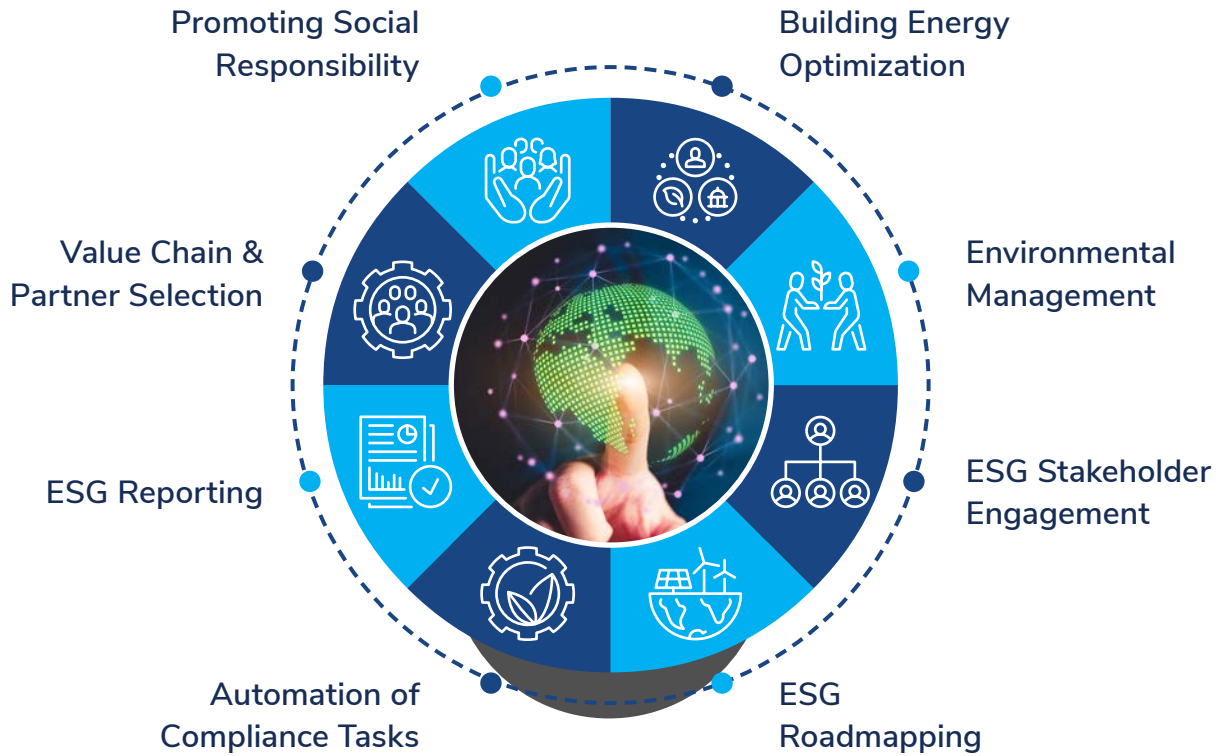 Promoting Social
Responsibility
Building Energy
Optimization
Value Chain &
Partner Selection
Environmental
Management
ESG Reporting
ESG Stakeholder
Engagement
Automation of
Compliance Tasks
ESG
Roadmapping